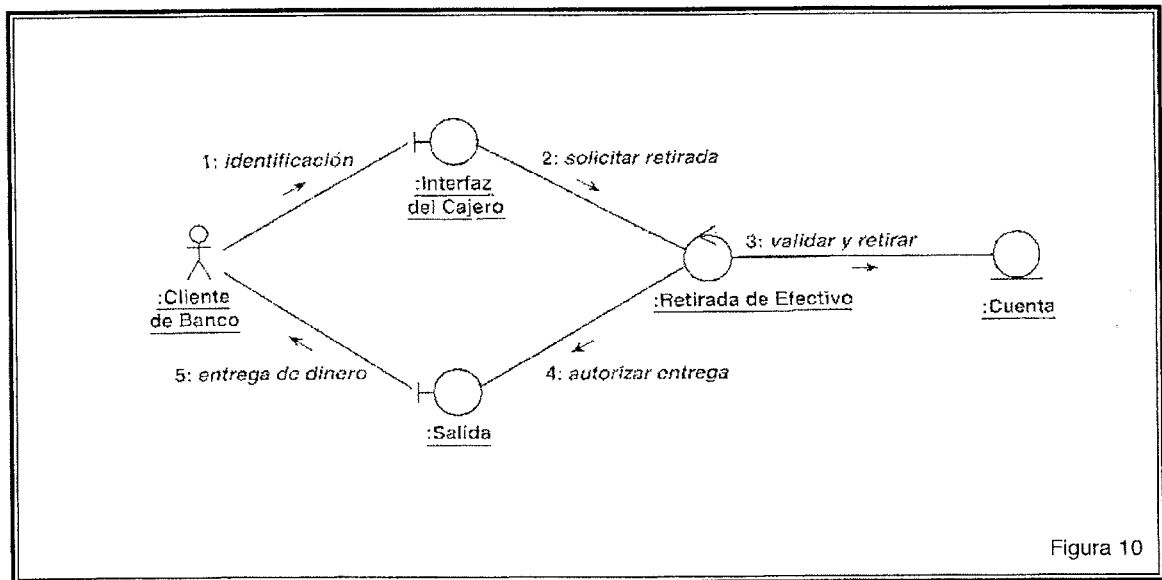 1: identificación
:Interfaz
del Cajero
2: solicitar retirada
:Cliente
de Banco
3: validar y retirar
:Retirada de Efectivo
:Cuenta
5: entrega de dinero
4: autorizar entrega
:Salida
Figura 10